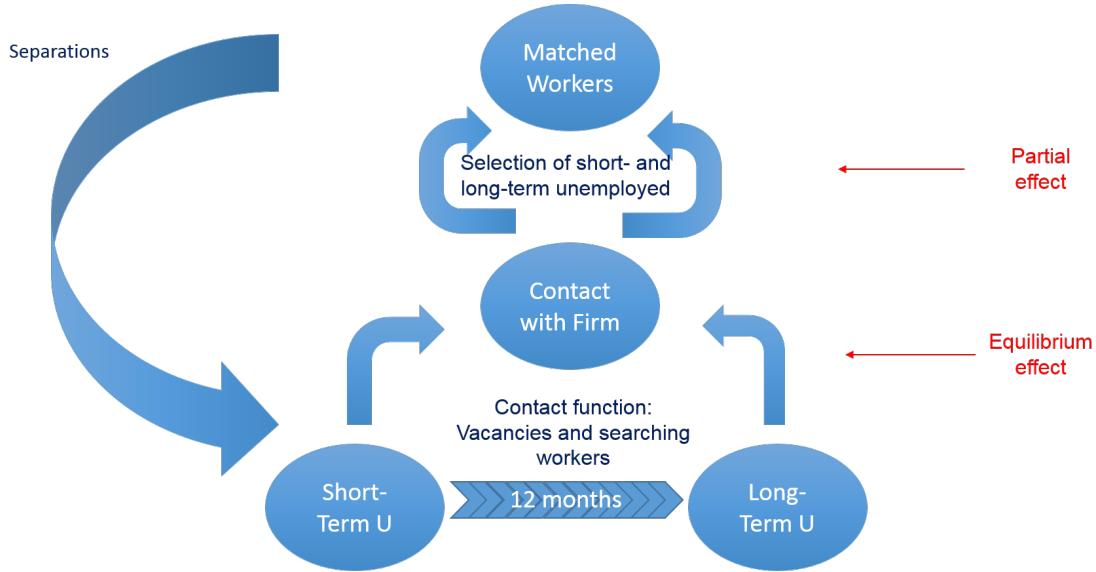 Separations
Matched
Workers
Selection of short- and
long-term unemployed
Partial
effect
Contact
with Firm
Equilibrium
effect
Contact function:
Vacancies and searching
workers
Short-
Term U
12 months
Long-
Term U